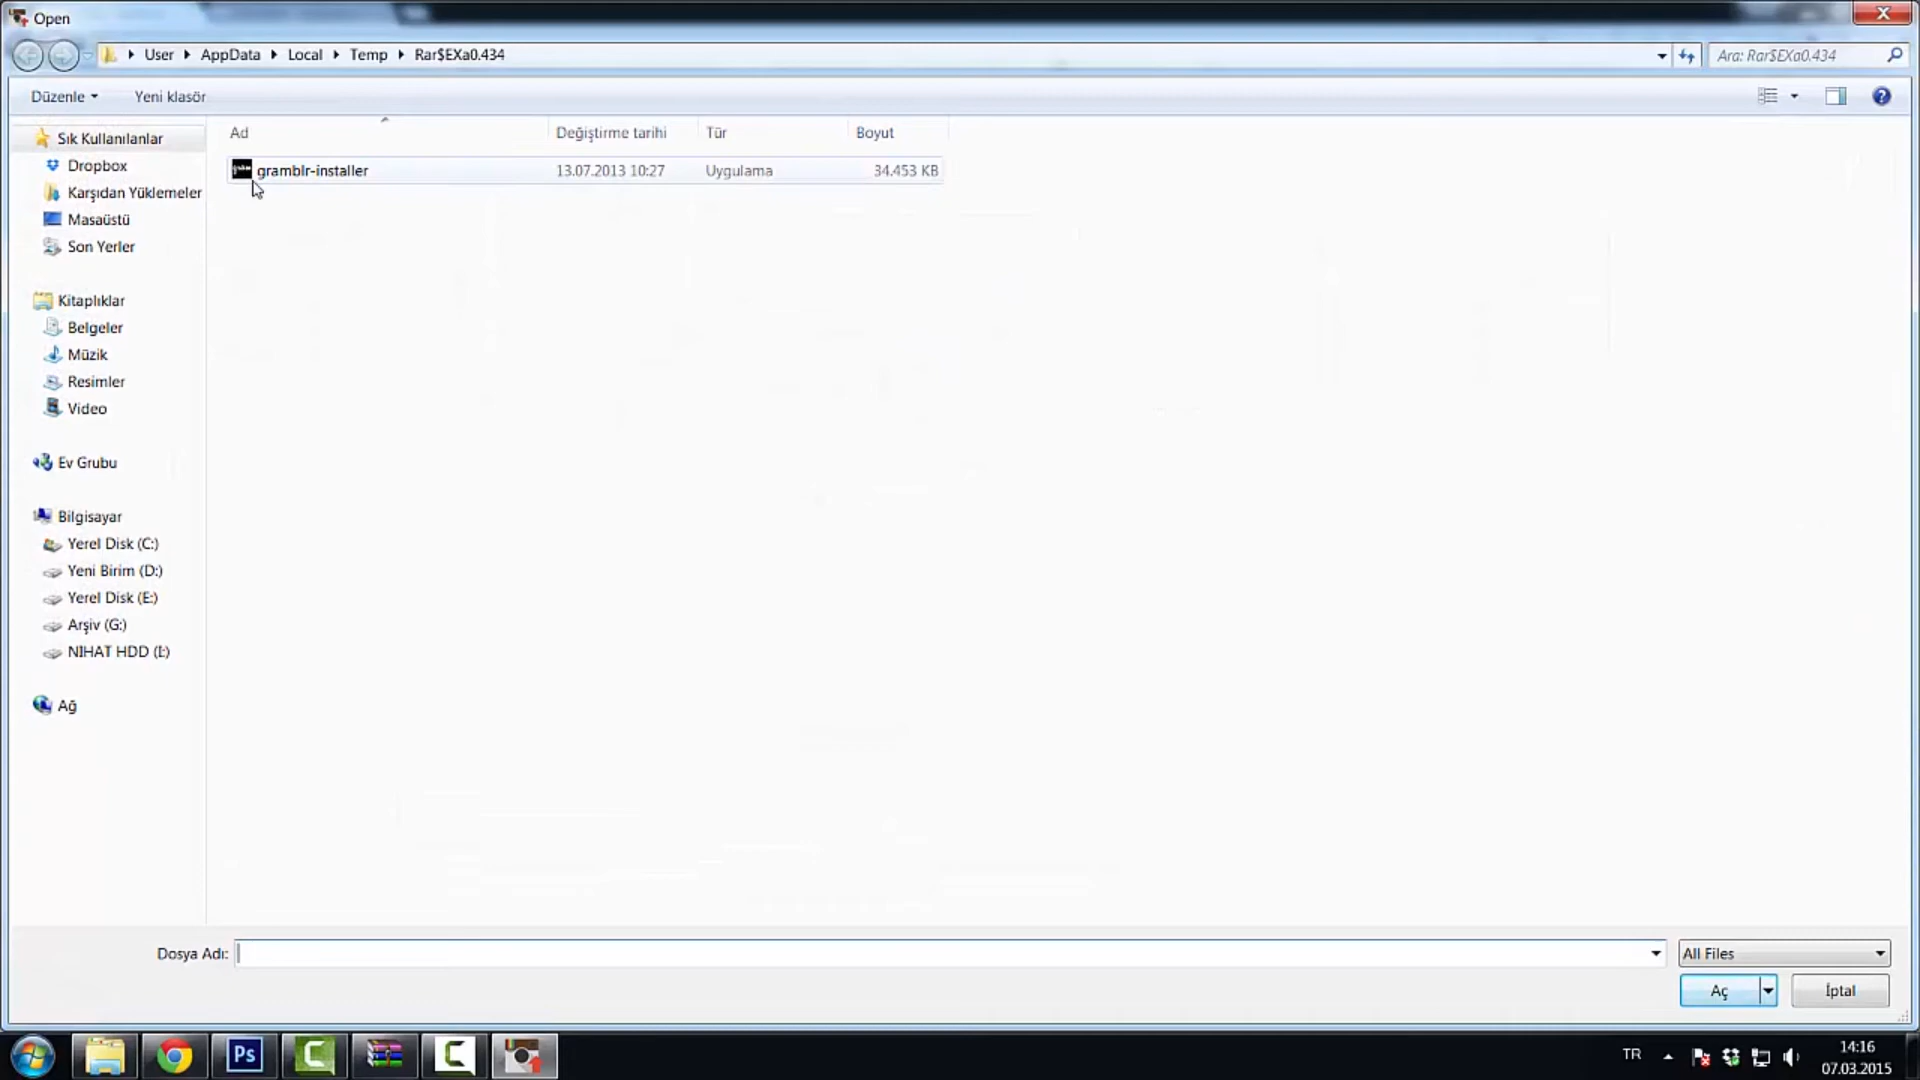 Open
User AppData Local Temp Rar$EXa0.434
Ara: Rar$EXa0.434
Düzenle Yeni klasör
Ad Değiştirme tarihi Tür Boyut
gramblr-installer 13.07.2013 10:27 Uygulama 34.453 KB
Sık Kullanılanlar
Dropbox
Karşıdan Yüklemeler
Masaüstü
Son Yerler
Kitaplıklar
Belgeler
Müzik
Resimler
Video
Ev Grubu
Bilgisayar
Yerel Disk (C:)
Yeni Birim (D:)
Yerel Disk (E:)
Arşiv (G:)
NIHAT HDD (I:)
Ağ
Dosya Adı:
All Files
Aç İptal
Ps
TR
14:16
07.03.2015